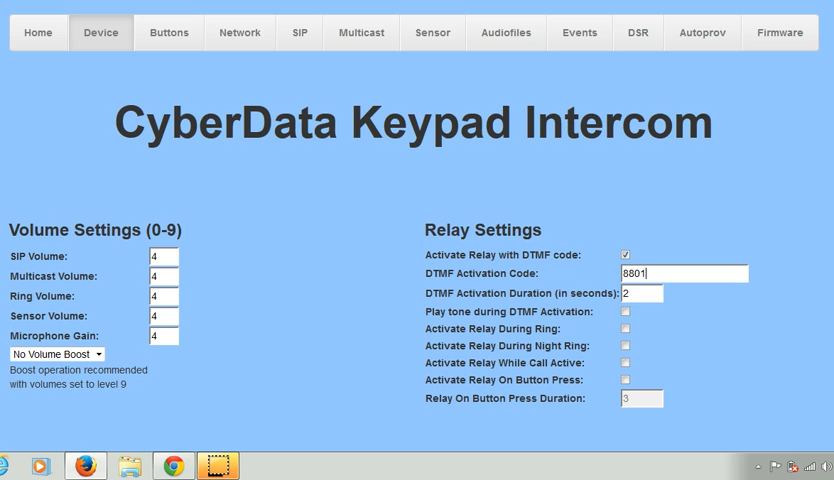 Home Device Buttons Network SIP Multicast Sensor Audiofiles Events DSR Autoprov Firmware
CyberData Keypad Intercom
Volume Settings (0-9)
SIP Volume: 4
Multicast Volume: 4
Ring Volume: 4
Sensor Volume: 4
Microphone Gain: 4
No Volume Boost
Boost operation recommended
with volumes set to level 9
Relay Settings
Activate Relay with DTMF code:
DTMF Activation Code: 8801
DTMF Activation Duration (in seconds): 2
Play tone during DTMF Activation:
Activate Relay During Ring:
Activate Relay During Night Ring:
Activate Relay While Call Active:
Activate Relay On Button Press:
Relay On Button Press Duration: 3